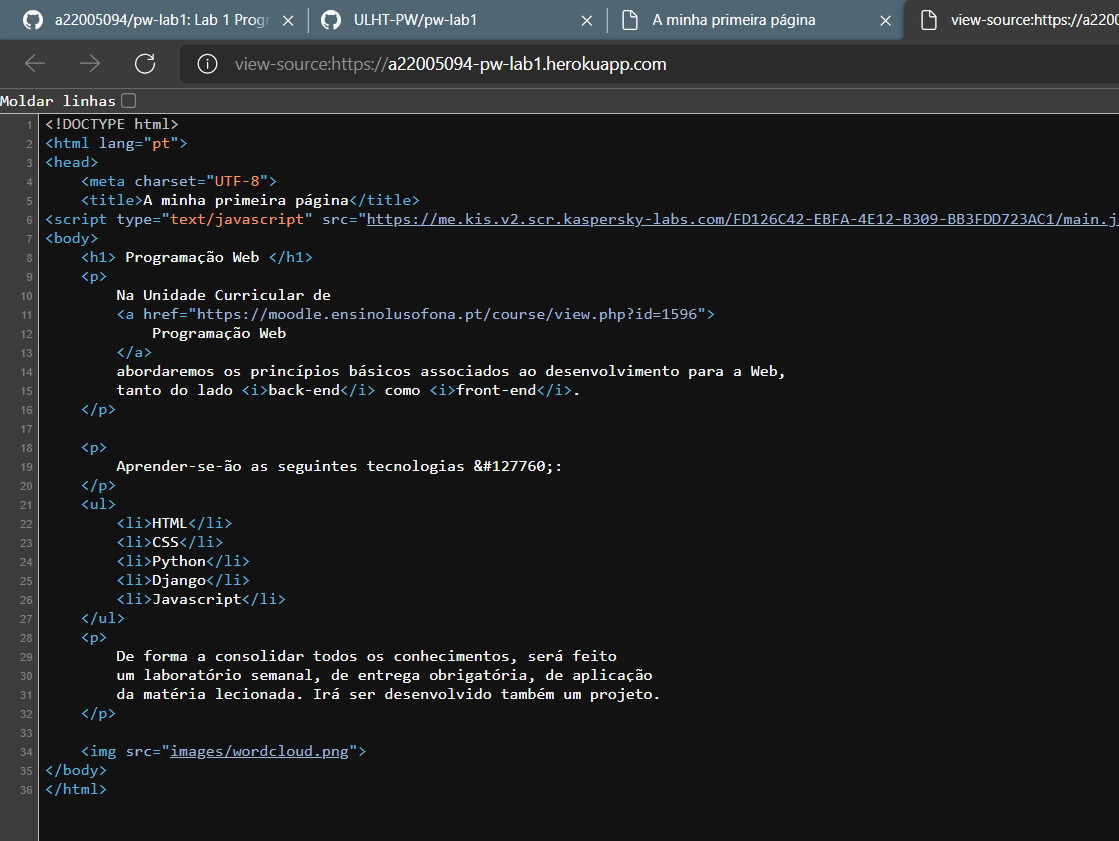 a22005094/pw-lab1: Lab 1 Progr
ULHT-PW/pw-lab1
A minha primeira página
view-source:https://a2200
view-source:https://a22005094-pw-lab1.herokuapp.com
Moldar linhas
1 <!DOCTYPE html>
2 <html lang="pt">
3 <head>
4 <meta charset="UTF-8">
5 <title>A minha primeira página</title>
6 <script type="text/javascript" src="https://me.kis.v2.scr.kaspersky-labs.com/FD126C42-EBFA-4E12-B309-BB3FDD723AC1/main.j
7 <body>
8 <h1> Programação Web </h1>
9 <p>
10 Na Unidade Curricular de
11 <a href="https://moodle.ensinolusofona.pt/course/view.php?id=1596">
12 Programação Web
13 </a>
14 abordaremos os princípios básicos associados ao desenvolvimento para a Web,
15 tanto do lado <i>back-end</i> como <i>front-end</i>.
16 </p>
17
18 <p>
19 Aprender-se-ão as seguintes tecnologias &#127760;:
20 </p>
21 <ul>
22 <li>HTML</li>
23 <li>CSS</li>
24 <li>Python</li>
25 <li>Django</li>
26 <li>Javascript</li>
27 </ul>
28 <p>
29 De forma a consolidar todos os conhecimentos, será feito
30 um laboratório semanal, de entrega obrigatória, de aplicação
31 da matéria lecionada. Irá ser desenvolvido também um projeto.
32 </p>
33
34 <img src="images/wordcloud.png">
35 </body>
36 </html>